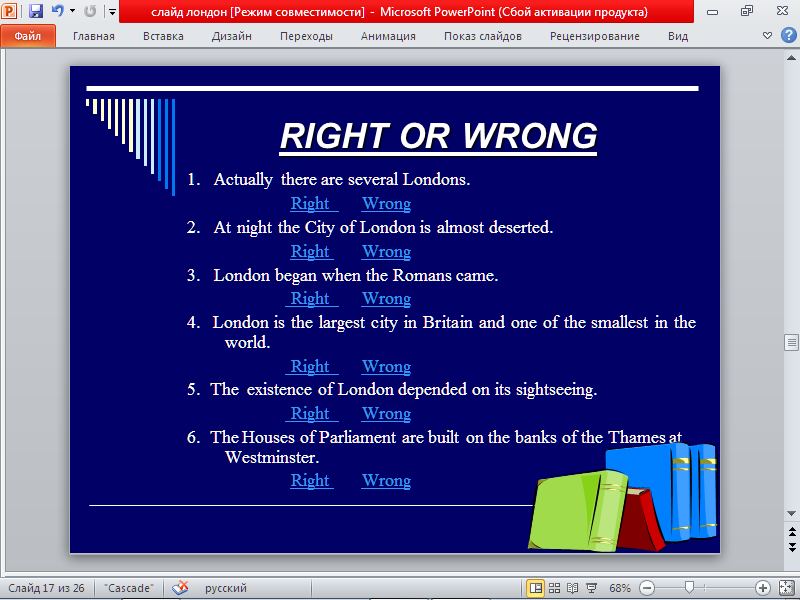 слайд лондон [Режим совместимости] - Microsoft PowerPoint (Сбой активации продукта)
Файл Главная Вставка Дизайн Переходы Анимация Показ слайдов Рецензирование Вид
RIGHT OR WRONG
1. Actually there are several Londons.
Right Wrong
2. At night the City of London is almost deserted.
Right Wrong
3. London began when the Romans came.
Right Wrong
4. London is the largest city in Britain and one of the smallest in the
world.
Right Wrong
5. The existence of London depended on its sightseeing.
Right Wrong
6. The Houses of Parliament are built on the banks of the Thames at
Westminster.
Right Wrong
Слайд 17 из 26 "Cascade" русский 68%